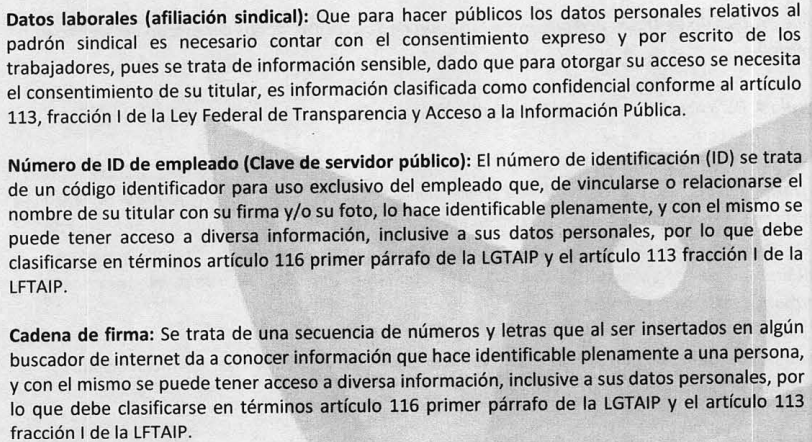 Datos laborales (afiliación sindical): Que para hacer públicos los datos personales relativos al
padrón sindical es necesario contar con el consentimiento expreso y por escrito de los
trabajadores, pues se trata de información sensible, dado que para otorgar su acceso se necesita
el consentimiento de su titular, es información clasificada como confidencial conforme al artículo
113, fracción I de la Ley Federal de Transparencia y Acceso a la Información Pública.
Número de ID de empleado (Clave de servidor público): El número de identificación (ID) se trata
de un código identificador para uso exclusivo del empleado que, de vincularse o relacionarse el
nombre de su titular con su firma y/o su foto, lo hace identificable plenamente, y con el mismo se
puede tener acceso a diversa información, inclusive a sus datos personales, por lo que debe
clasificarse en términos artículo 116 primer párrafo de la LGTAIP y el artículo 113 fracción I de la
LFTAIP.
Cadena de firma: Se trata de una secuencia de números y letras que al ser insertados en algún
buscador de internet da a conocer información que hace identificable plenamente a una persona,
y con el mismo se puede tener acceso a diversa información, inclusive a sus datos personales, por
lo que debe clasificarse en términos artículo 116 primer párrafo de la LGTAIP y el artículo 113
fracción I de la LFTAIP.